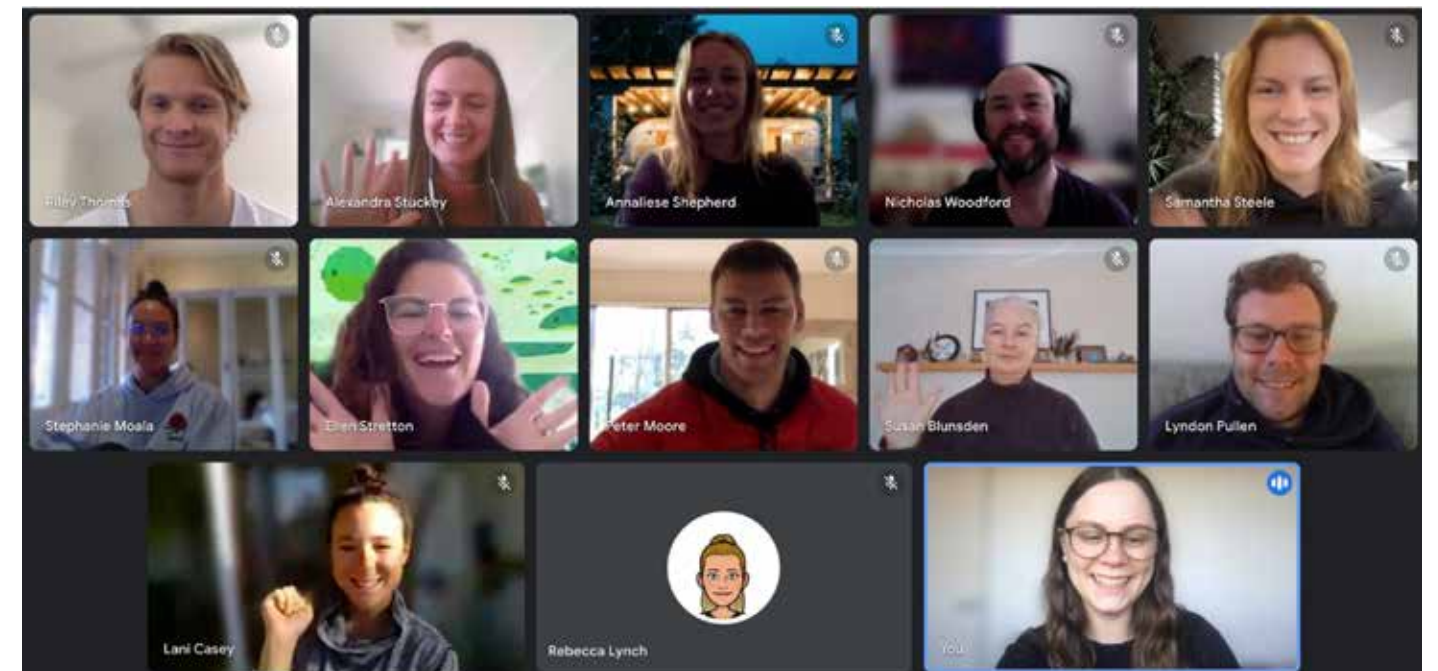 Riley Thomas
Alexandra Stuckey
Annaliese Shepherd
Nicholas Woodford
Samantha Steele
Stephanie Moala
Ellen Stretton
Peter Moore
Susan Blunsden
Lyndon Pullen
Lani Casey
Rebecca Lynch
You